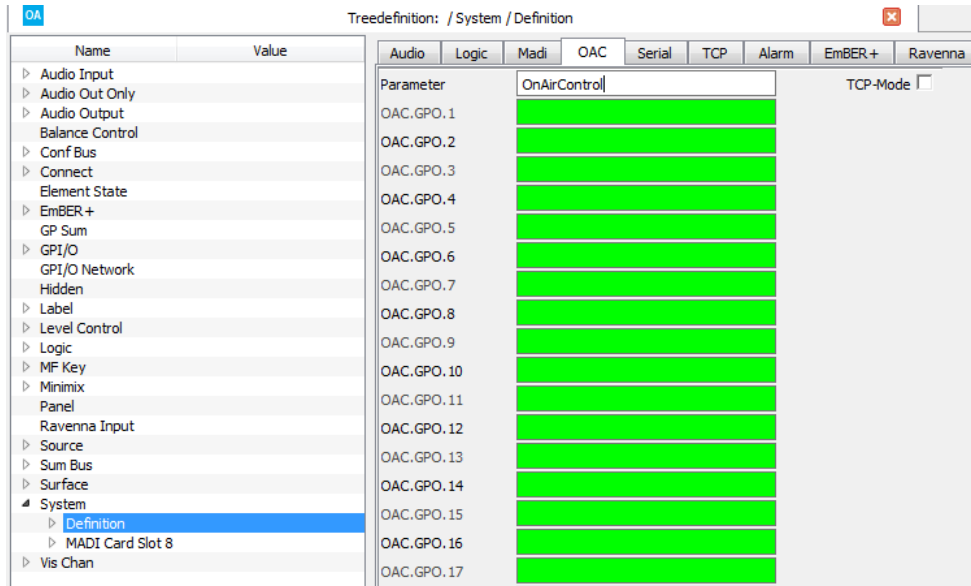 OA Treedefinition: / System / Definition
Name Value
Audio Input
Audio Out Only
Audio Output
Balance Control
Conf Bus
Connect
Element State
EmBER+
GP Sum
GPI/O
GPI/O Network
Hidden
Label
Level Control
Logic
MF Key
Minimix
Panel
Ravenna Input
Source
Sum Bus
Surface
System
Definition
MADI Card Slot 8
Vis Chan
Audio Logic Madi OAC Serial TCP Alarm EmBER+ Ravenna
Parameter OnAirControl TCP-Mode
OAC.GPO.1
OAC.GPO.2
OAC.GPO.3
OAC.GPO.4
OAC.GPO.5
OAC.GPO.6
OAC.GPO.7
OAC.GPO.8
OAC.GPO.9
OAC.GPO.10
OAC.GPO.11
OAC.GPO.12
OAC.GPO.13
OAC.GPO.14
OAC.GPO.15
OAC.GPO.16
OAC.GPO.17